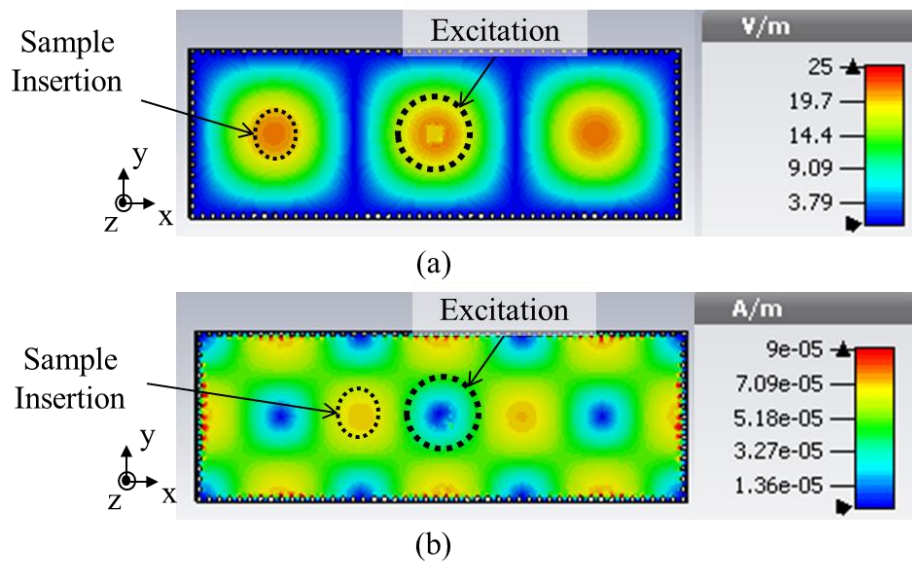 Sample
Insertion
Excitation
V/m
25
19.7
14.4
9.09
3.79
y
z
x
(a)
Sample
Insertion
Excitation
A/m
9e-05
7.09e-05
5.18e-05
3.27e-05
1.36e-05
y
z
x
(b)